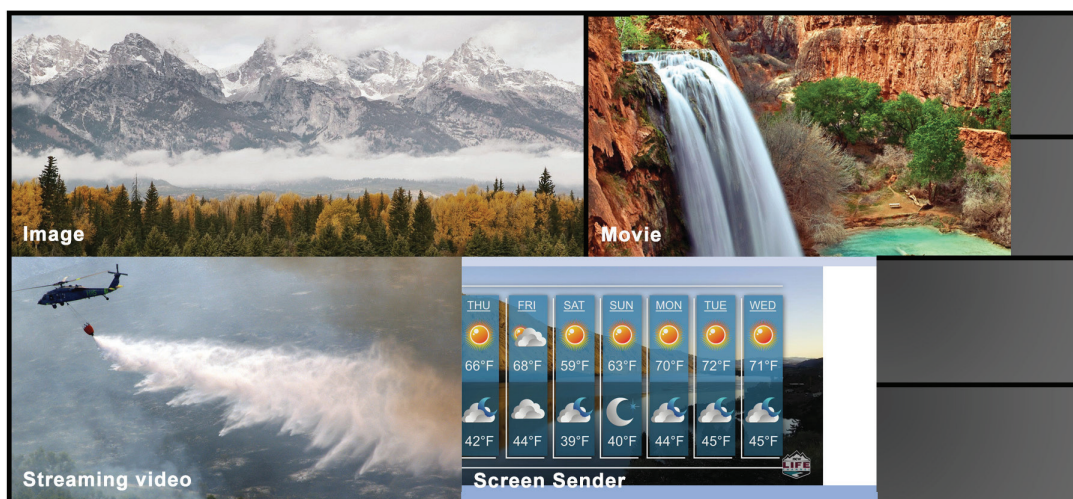 Image
Movie
THU FRI SAT SUN MON TUE WED
66°F 68°F 59°F 63°F 70°F 72°F 71°F
42°F 44°F 39°F 40°F 44°F 45°F 45°F
LIFE
Streaming video
Screen Sender